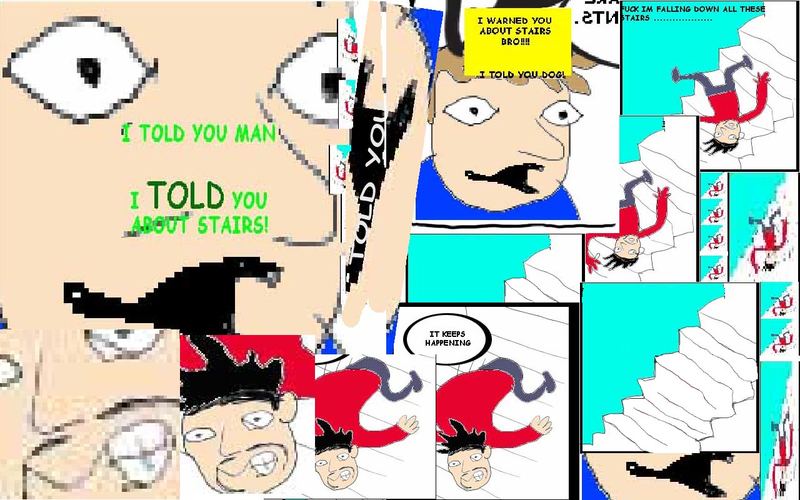 I TOLD YOU MAN
I TOLD YOU
ABOUT STAIRS!
I TOLD YOU
I WARNED YOU
ABOUT STAIRS
BRO!!!!
I TOLD YOU DOG!
NTS.
FUCK IM FALLING DOWN ALL THESE
STAIRS ..................
IT KEEPS
HAPPENING